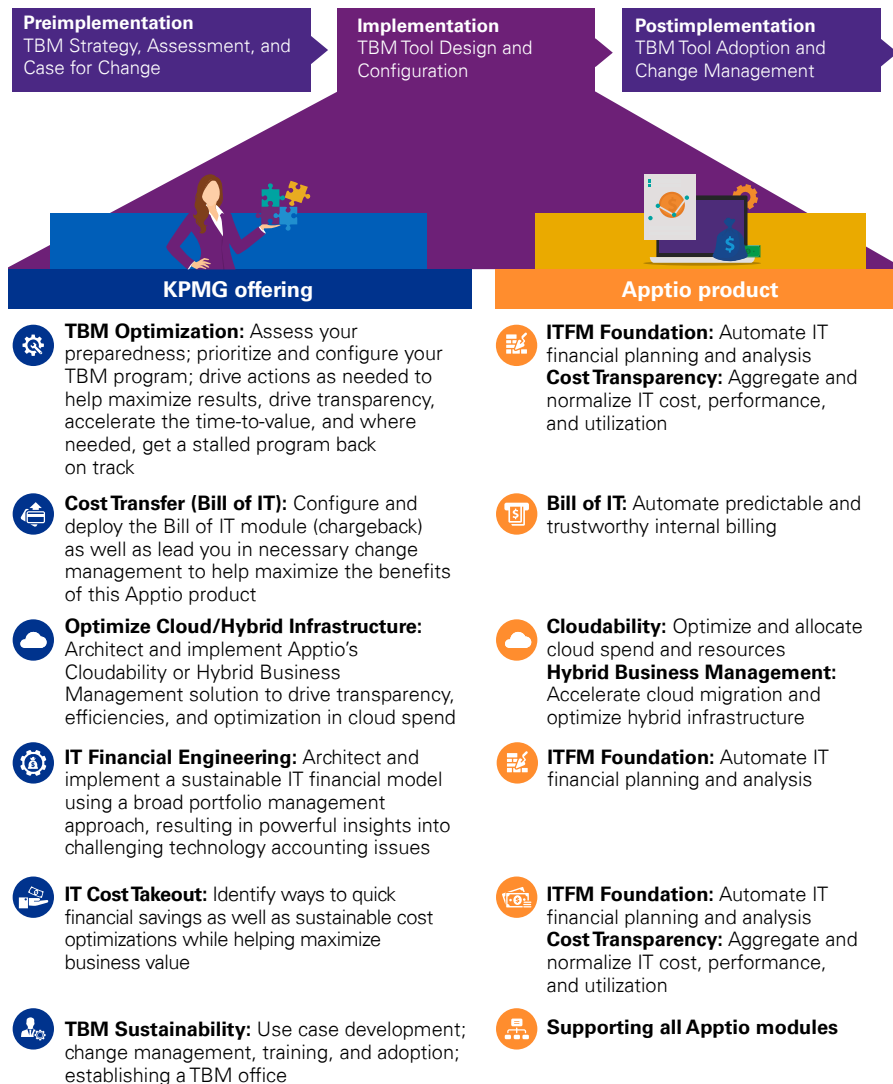 Preimplementation
TBM Strategy, Assessment, and
Case for Change
Implementation
TBM Tool Design and
Configuration
Postimplementation
TBM Tool Adoption and
Change Management
$
$
KPMG offering
Apptio product
TBM Optimization: Assess your
preparedness; prioritize and configure your
TBM program; drive actions as needed to
help maximize results, drive transparency,
accelerate the time-to-value, and where
needed, get a stalled program back
on track
ITFM Foundation: Automate IT
financial planning and analysis
Cost Transparency: Aggregate and
normalize IT cost, performance,
and utilization
Cost Transfer (Bill of IT): Configure and
deploy the Bill of IT module (chargeback)
as well as lead you in necessary change
management to help maximize the benefits
of this Apptio product
Bill of IT: Automate predictable and
trustworthy internal billing
Optimize Cloud/Hybrid Infrastructure:
Architect and implement Apptio's
Cloudability or Hybrid Business
Management solution to drive transparency,
efficiencies, and optimization in cloud spend
Cloudability: Optimize and allocate
cloud spend and resources
Hybrid Business Management:
Accelerate cloud migration and
optimize hybrid infrastructure
IT Financial Engineering: Architect and
implement a sustainable IT financial model
using a broad portfolio management
approach, resulting in powerful insights into
challenging technology accounting issues
ITFM Foundation: Automate IT
financial planning and analysis
IT Cost Takeout: Identify ways to quick
financial savings as well as sustainable cost
optimizations while helping maximize
business value
ITFM Foundation: Automate IT
financial planning and analysis
Cost Transparency: Aggregate and
normalize IT cost, performance,
and utilization
TBM Sustainability: Use case development;
change management, training, and adoption;
establishing a TBM office
Supporting all Apptio modules